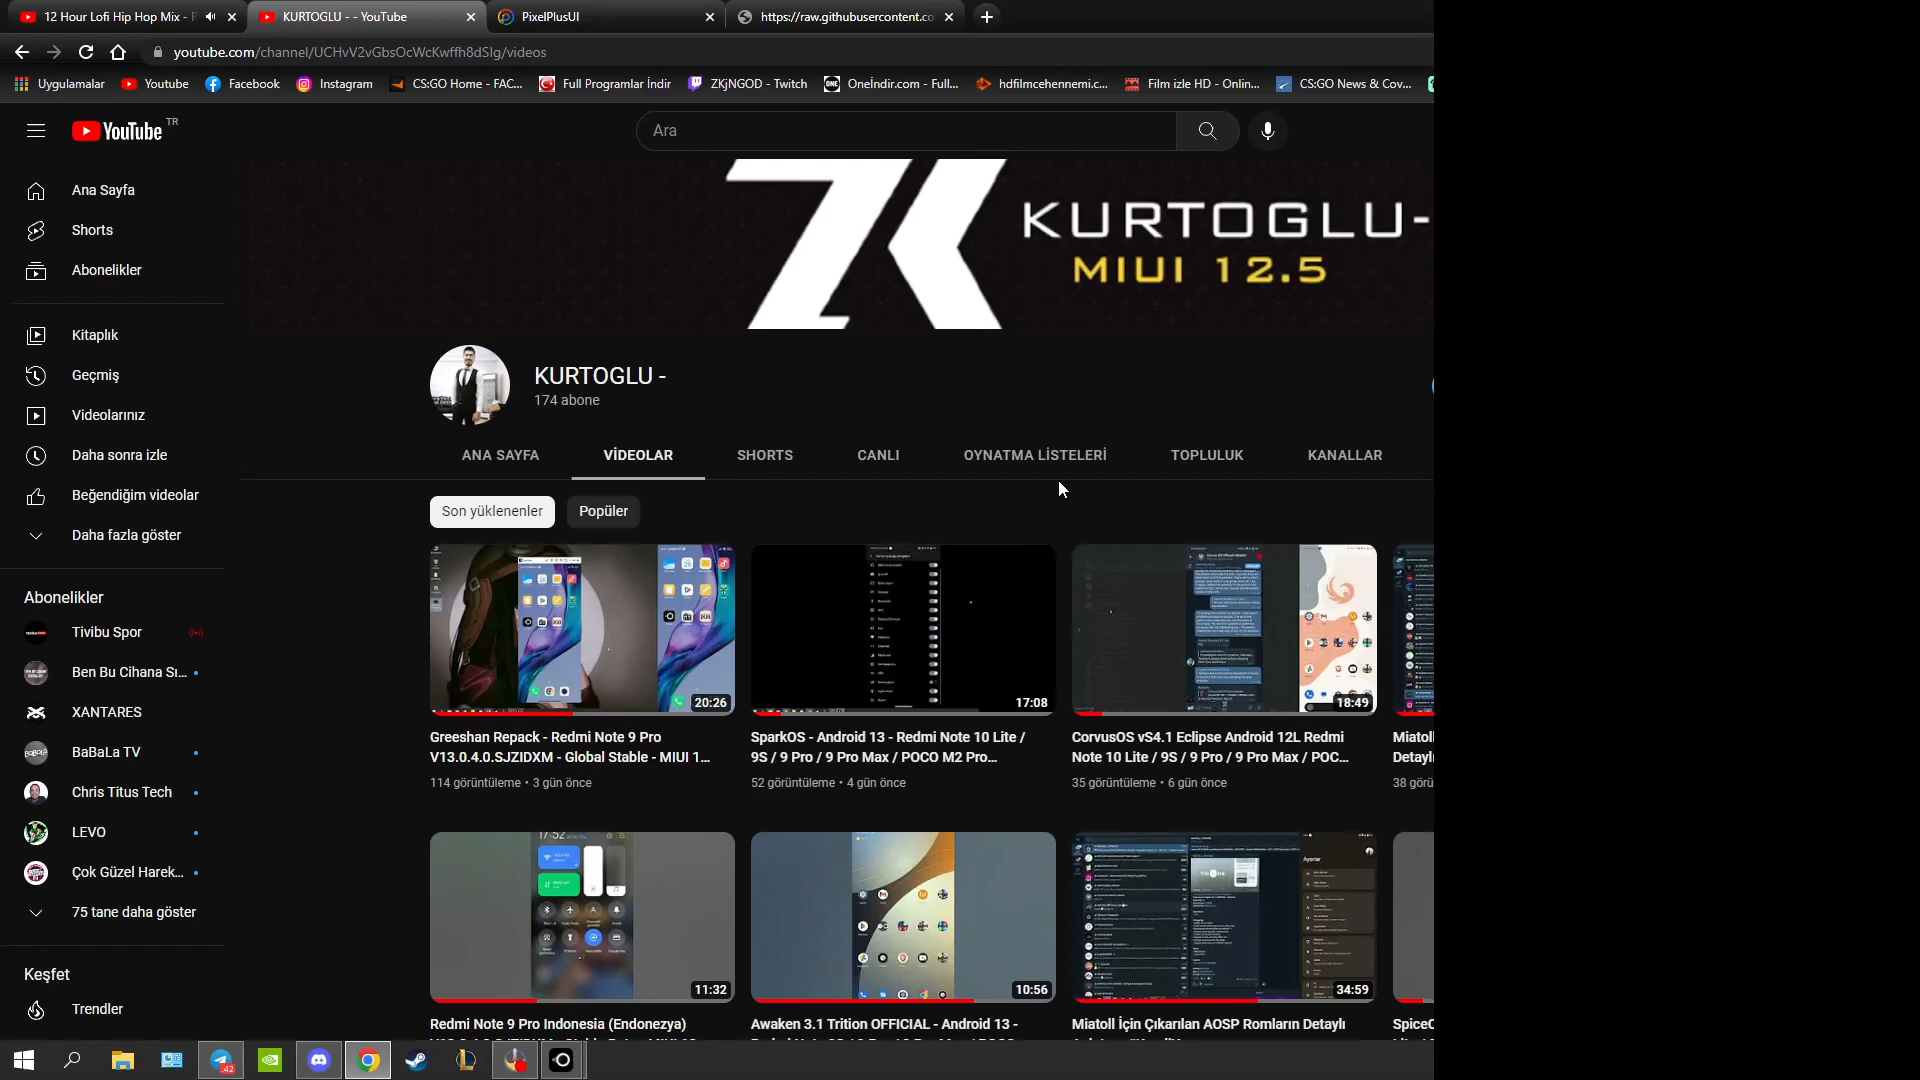 12 Hour Lofi Hip Hop Mix -
KURTOGLU - - YouTube
PixelPlusUI
https://raw.githubusercontent.co
youtube.com/channel/UCHvV2vGbsOcWcKwffh8dSIg/videos
Uygulamalar
Youtube
Facebook
Instagram
CS:GO Home - FAC...
Full Programlar İndir
ZKjNGOD - Twitch
Oneİndir.com - Full...
hdfilmcehennemi.c...
Film izle HD - Onlin...
CS:GO News & Cov...
YouTube TR
Ara
KURTOGLU-
MIUI 12.5
Ana Sayfa
Shorts
Abonelikler
Kitaplık
Geçmiş
Videolarınız
Daha sonra izle
Beğendiğim videolar
Daha fazla göster
Abonelikler
Tivibu Spor
Ben Bu Cihana Sı...
XANTARES
BaBaLa TV
Chris Titus Tech
LEVO
Çok Güzel Harek...
75 tane daha göster
Keşfet
Trendler
KURTOGLU -
174 abone
ANA SAYFA
VİDEOLAR
SHORTS
CANLI
OYNATMA LİSTELERİ
TOPLULUK
KANALLAR
Son yüklenenler
Popüler
20:26
Greeshan Repack - Redmi Note 9 Pro
V13.0.4.0.SJZIDXM - Global Stable - MIUI 1...
114 görüntüleme • 3 gün önce
17:08
SparkOS - Android 13 - Redmi Note 10 Lite /
9S / 9 Pro / 9 Pro Max / POCO M2 Pro...
52 görüntüleme • 4 gün önce
18:49
CorvusOS vS4.1 Eclipse Android 12L Redmi
Note 10 Lite / 9S / 9 Pro / 9 Pro Max / POC...
35 görüntüleme • 6 gün önce
Miatoll
Detaylı
38 görü
17:52
11:32
Redmi Note 9 Pro Indonesia (Endonezya)
10:56
Awaken 3.1 Trition OFFICIAL - Android 13 -
Ayarlar
34:59
Miatoll İçin Çıkarılan AOSP Romların Detaylı
SpiceO
42